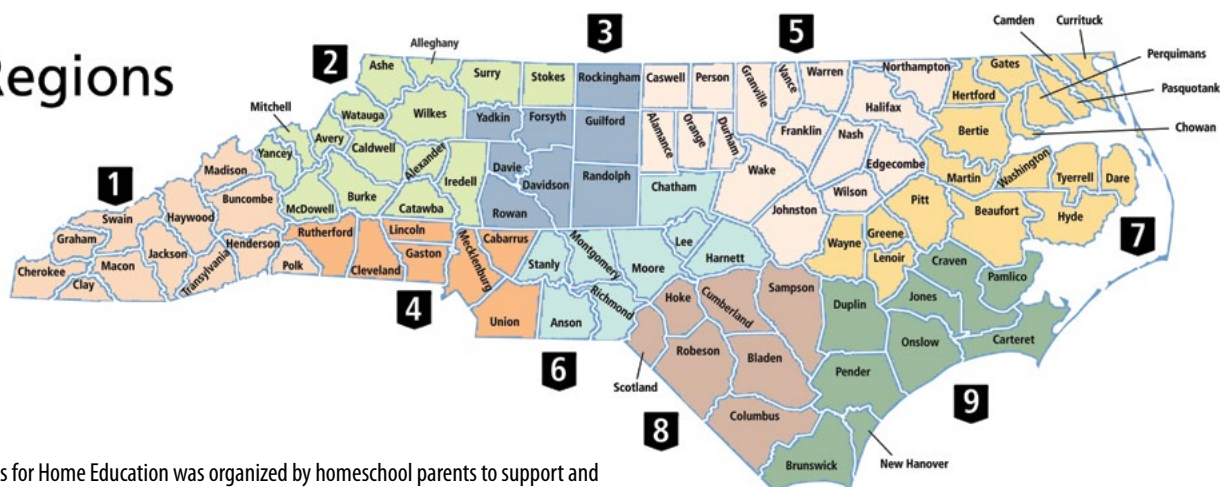 Regions
1
2
3
4
5
6
7
8
9
Cherokee
Graham
Clay
Swain
Macon
Jackson
Haywood
Transylvania
Madison
Buncombe
Henderson
Mitchell
Yancey
Avery
McDowell
Burke
Caldwell
Watauga
Ashe
Alleghany
Wilkes
Surry
Stokes
Alexander
Iredell
Catawba
Rockingham
Yadkin
Forsyth
Guilford
Davie
Davidson
Randolph
Rowan
Rutherford
Polk
Cleveland
Lincoln
Gaston
Mecklenburg
Cabarrus
Union
Caswell
Person
Granville
Vance
Warren
Northampton
Halifax
Alamance
Orange
Durham
Franklin
Nash
Edgecombe
Wake
Wilson
Johnston
Chatham
Lee
Harnett
Moore
Montgomery
Stanly
Richmond
Anson
Camden
Currituck
Perquimans
Pasquotank
Chowan
Gates
Hertford
Bertie
Martin
Washington
Tyerrell
Dare
Pitt
Beaufort
Hyde
Wayne
Greene
Lenoir
Hoke
Cumberland
Sampson
Scotland
Robeson
Bladen
Columbus
Craven
Pamlico
Jones
Duplin
Onslow
Carteret
Pender
New Hanover
Brunswick
s for Home Education was organized by homeschool parents to support and